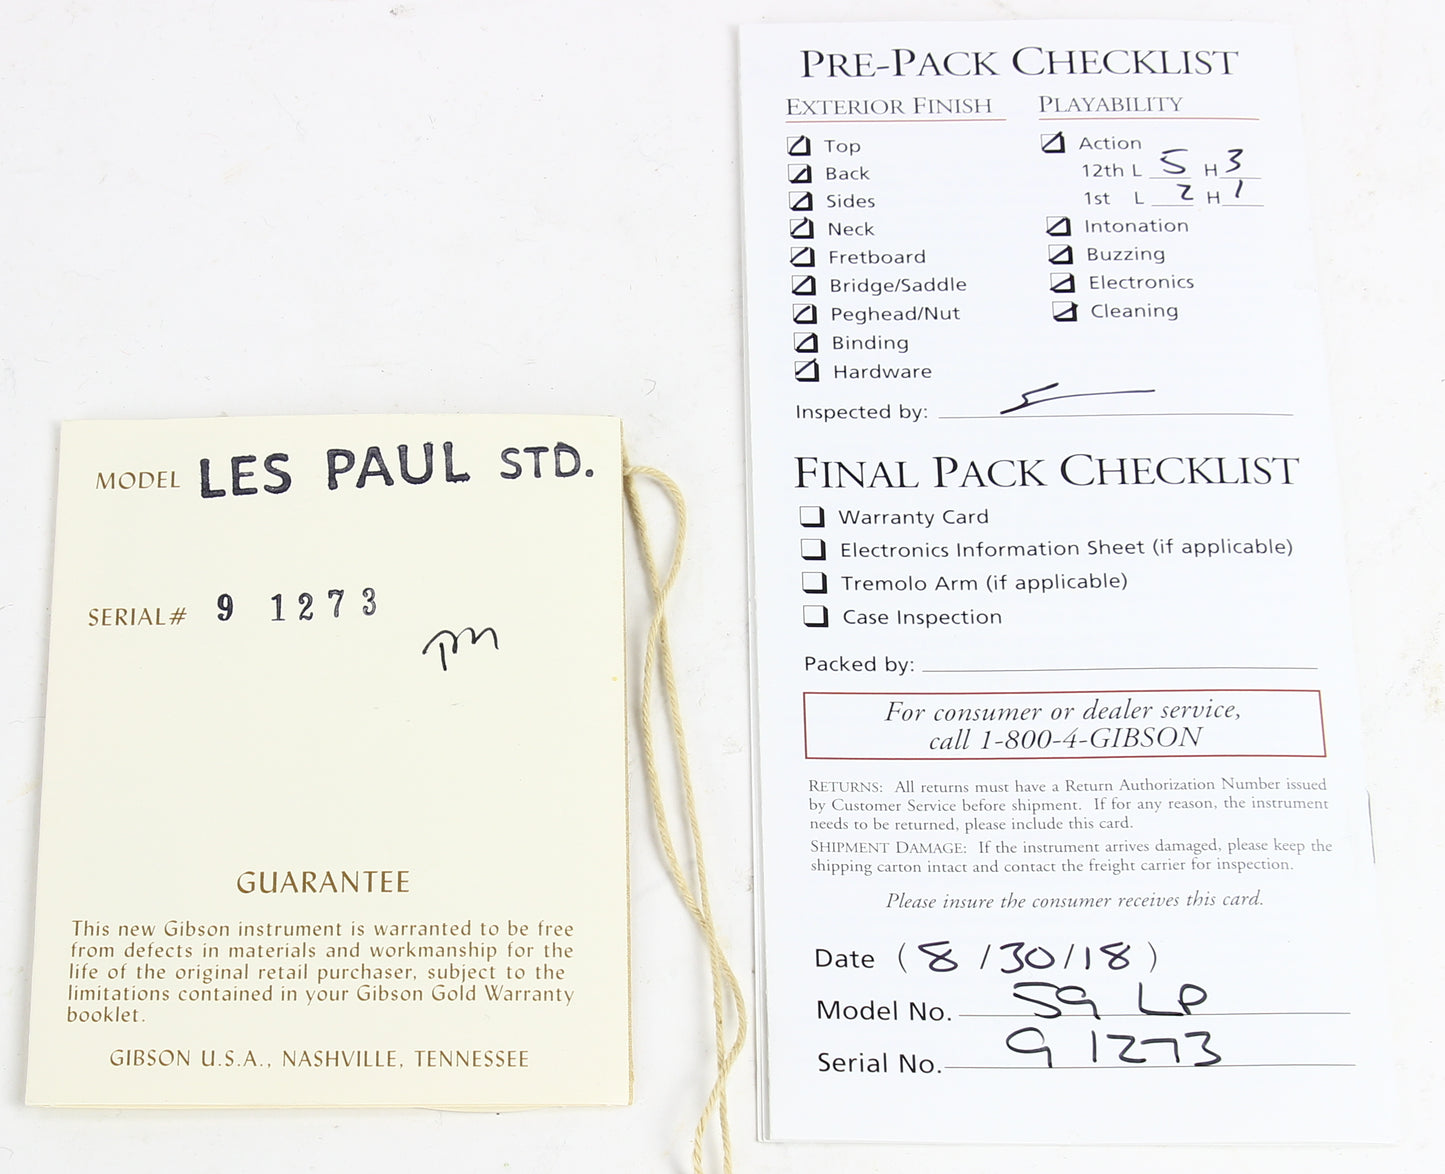 MODEL LES PAUL STD.
SERIAL# 9 1273
GUARANTEE
This new Gibson instrument is warranted to be free
from defects in materials and workmanship for the
life of the original retail purchaser, subject to the
limitations contained in your Gibson Gold Warranty
booklet.
GIBSON U.S.A., NASHVILLE, TENNESSEE
PRE-PACK CHECKLIST
EXTERIOR FINISH
Top
Back
Sides
Neck
Fretboard
Bridge/Saddle
Peghead/Nut
Binding
Hardware
PLAYABILITY
Action
12th L 5 H 3
1st L 2 H 1
Intonation
Buzzing
Electronics
Cleaning
Inspected by:
FINAL PACK CHECKLIST
Warranty Card
Electronics Information Sheet (if applicable)
Tremolo Arm (if applicable)
Case Inspection
Packed by:
For consumer or dealer service,
call 1-800-4-GIBSON
RETURNS: All returns must have a Return Authorization Number issued
by Customer Service before shipment. If for any reason, the instrument
needs to be returned, please include this card.
SHIPMENT DAMAGE: If the instrument arrives damaged, please keep the
shipping carton intact and contact the freight carrier for inspection.
Please insure the consumer receives this card.
Date (8/30/18)
Model No. 59 LP
Serial No. 9 1273